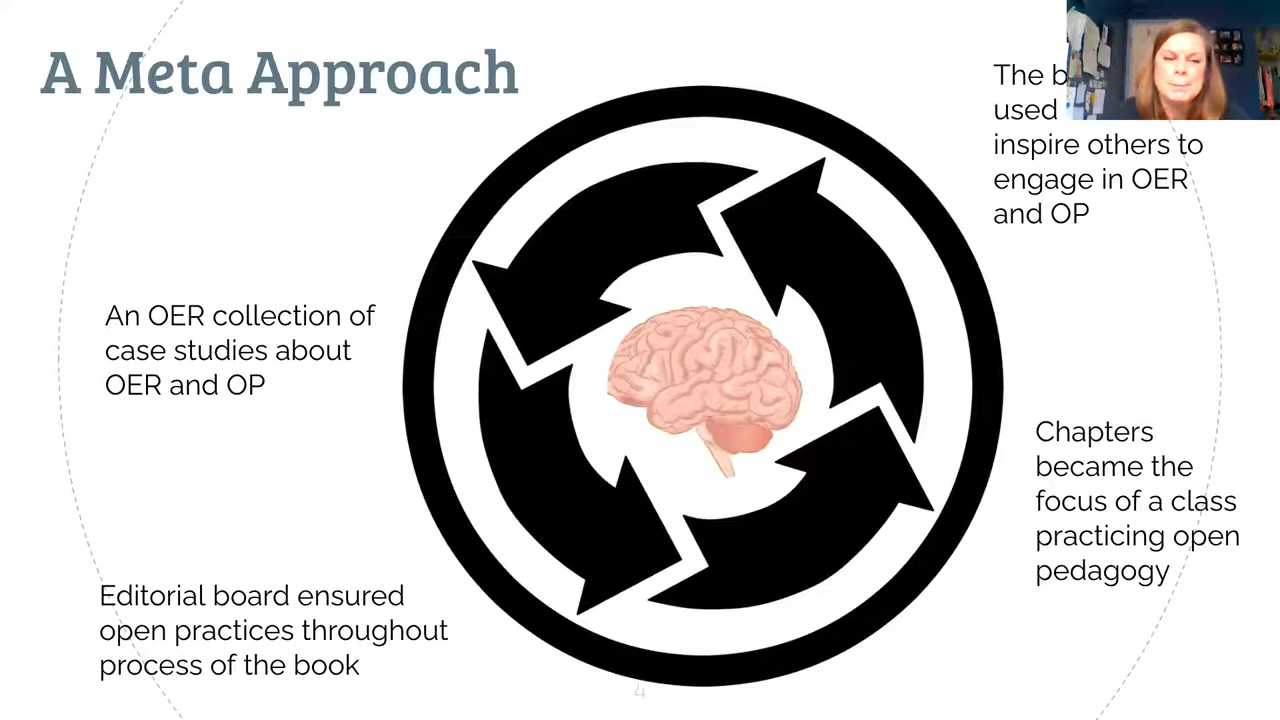 A Meta Approach
The
used
inspire others to
engage in OER
and OP
An OER collection of
case studies about
OER and OP
Chapters
became the
focus of a class
practicing open
pedagogy
Editorial board ensured
open practices throughout
process of the book
4